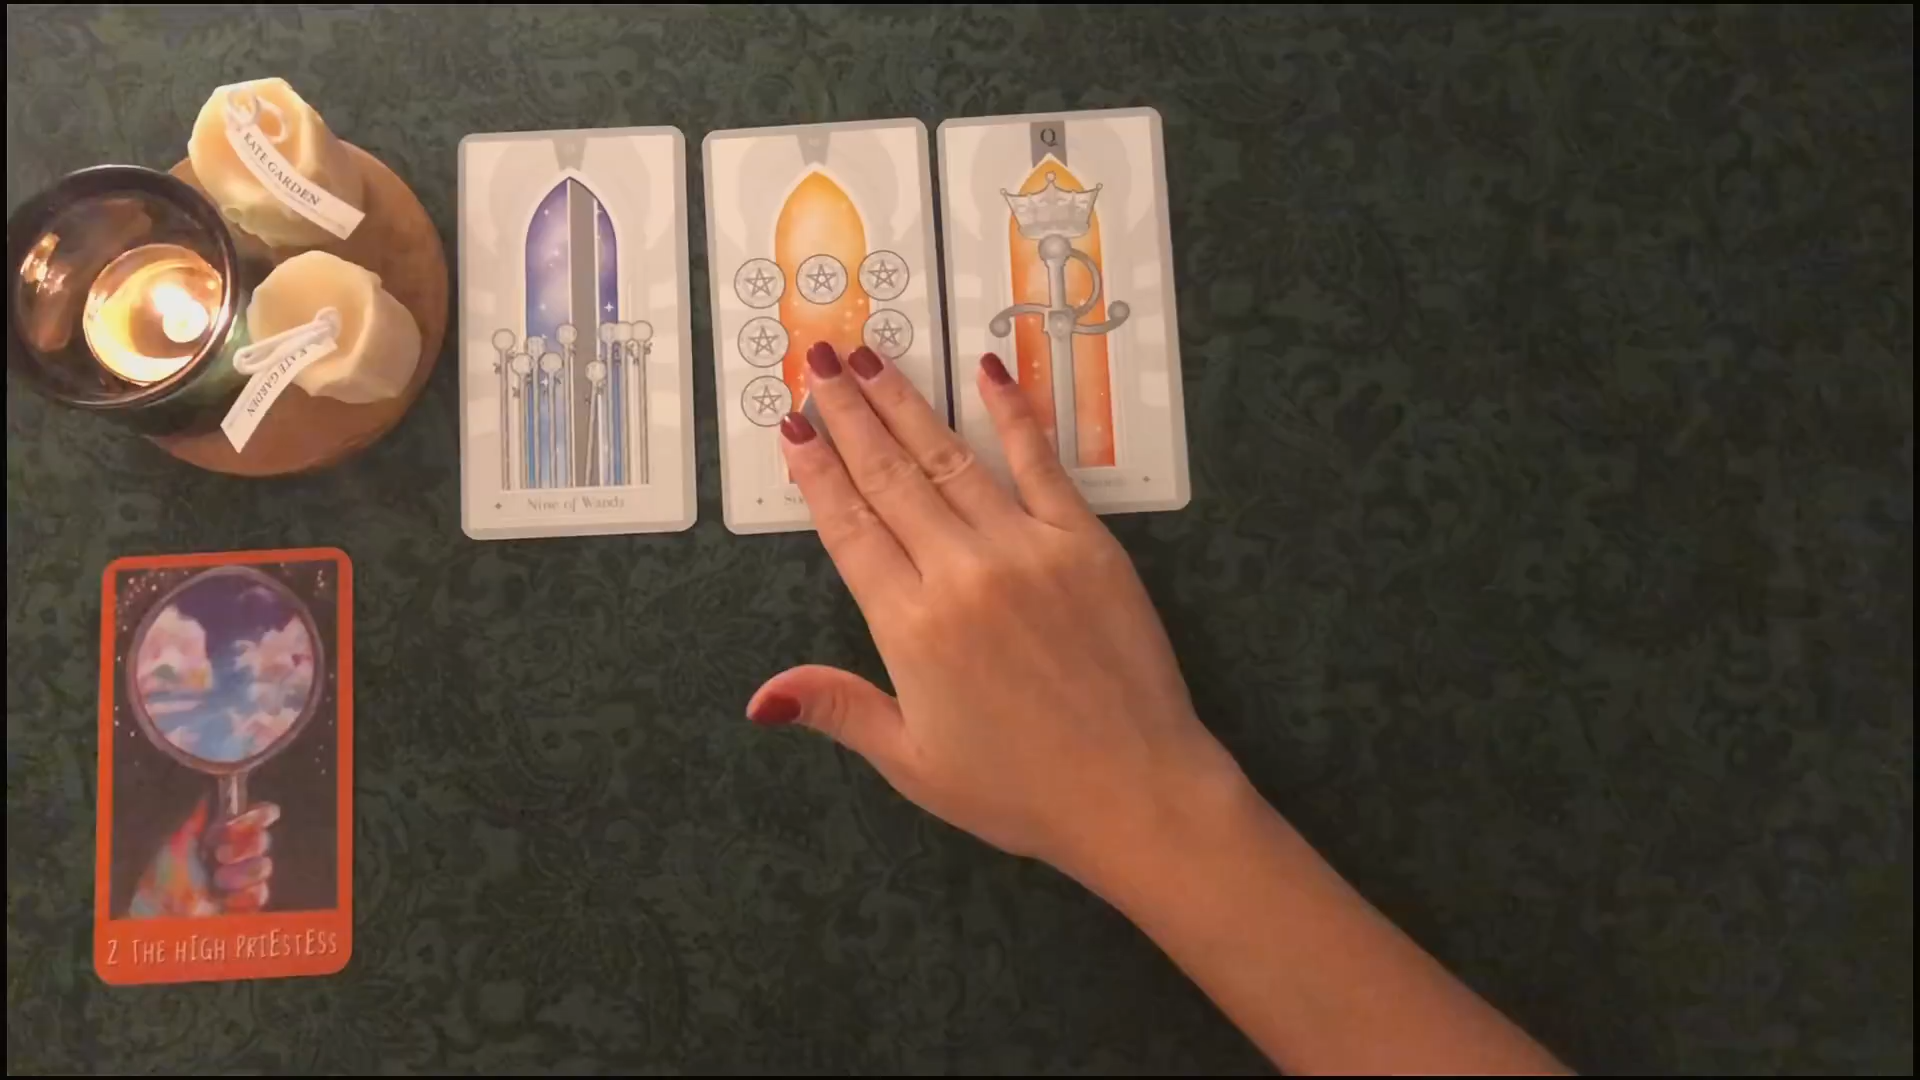 KATE GARDEN
KATE GARDEN
Q
Nine of Wands
2 THE HIGH PRIESTESS